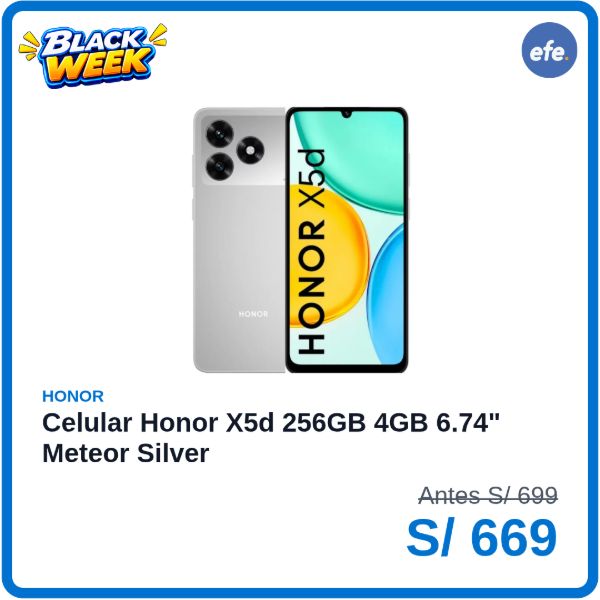 BLACK
WEEK
efe.
HONOR X5d
HONOR
HONOR
Celular Honor X5d 256GB 4GB 6.74"
Meteor Silver
Antes S/ 699
S/ 669